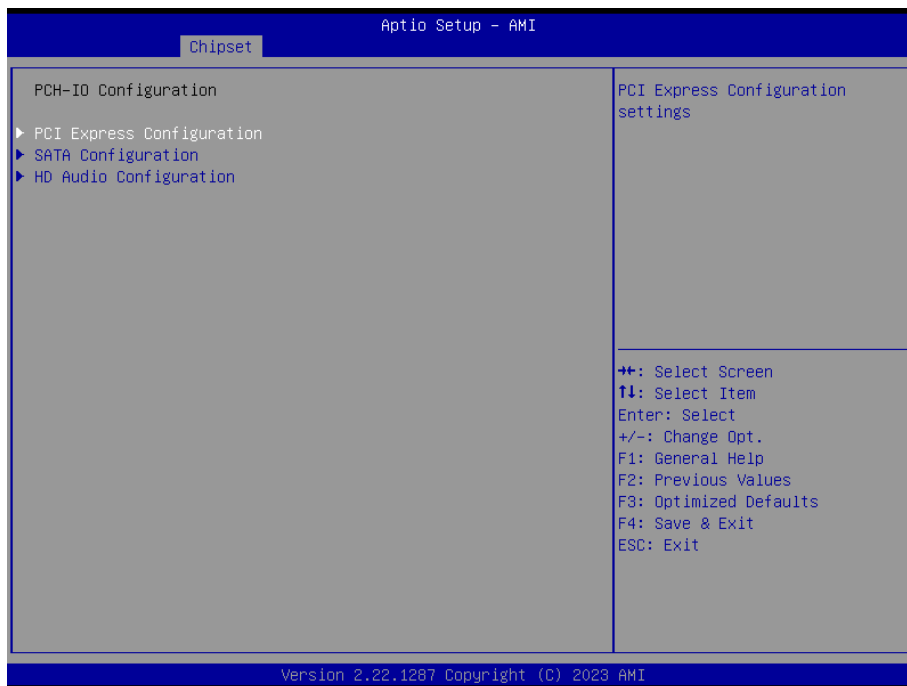 Aptio Setup – AMI
Chipset
PCH-IO Configuration
PCI Express Configuration
SATA Configuration
HD Audio Configuration
PCI Express Configuration
settings
→←: Select Screen
↑↓: Select Item
Enter: Select
+/-: Change Opt.
F1: General Help
F2: Previous Values
F3: Optimized Defaults
F4: Save & Exit
ESC: Exit
Version 2.22.1287 Copyright (C) 2023 AMI